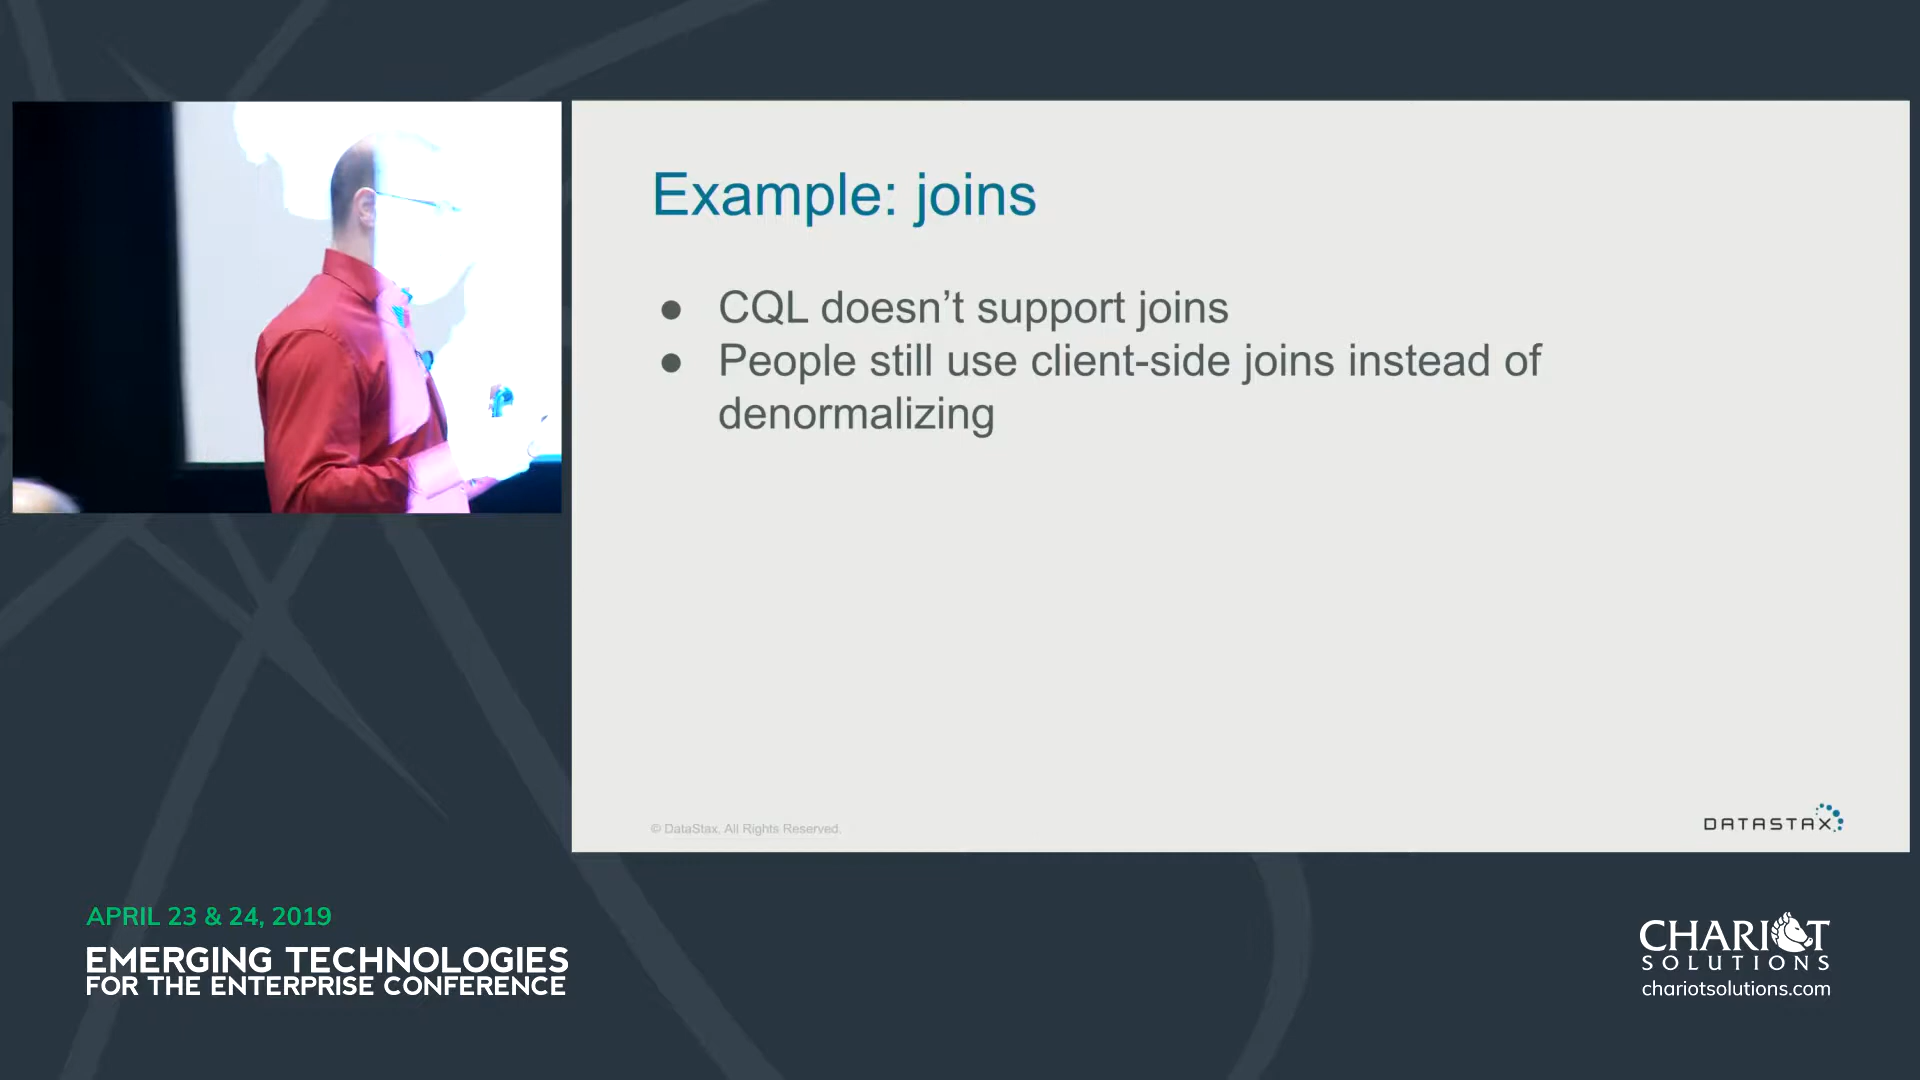 Example: joins
● CQL doesn’t support joins
● People still use client-side joins instead of
denormalizing
© DataStax, All Rights Reserved.
DATASTAX
APRIL 23 & 24, 2019
EMERGING TECHNOLOGIES
FOR THE ENTERPRISE CONFERENCE
CHARIOT
SOLUTIONS
chariotsolutions.com